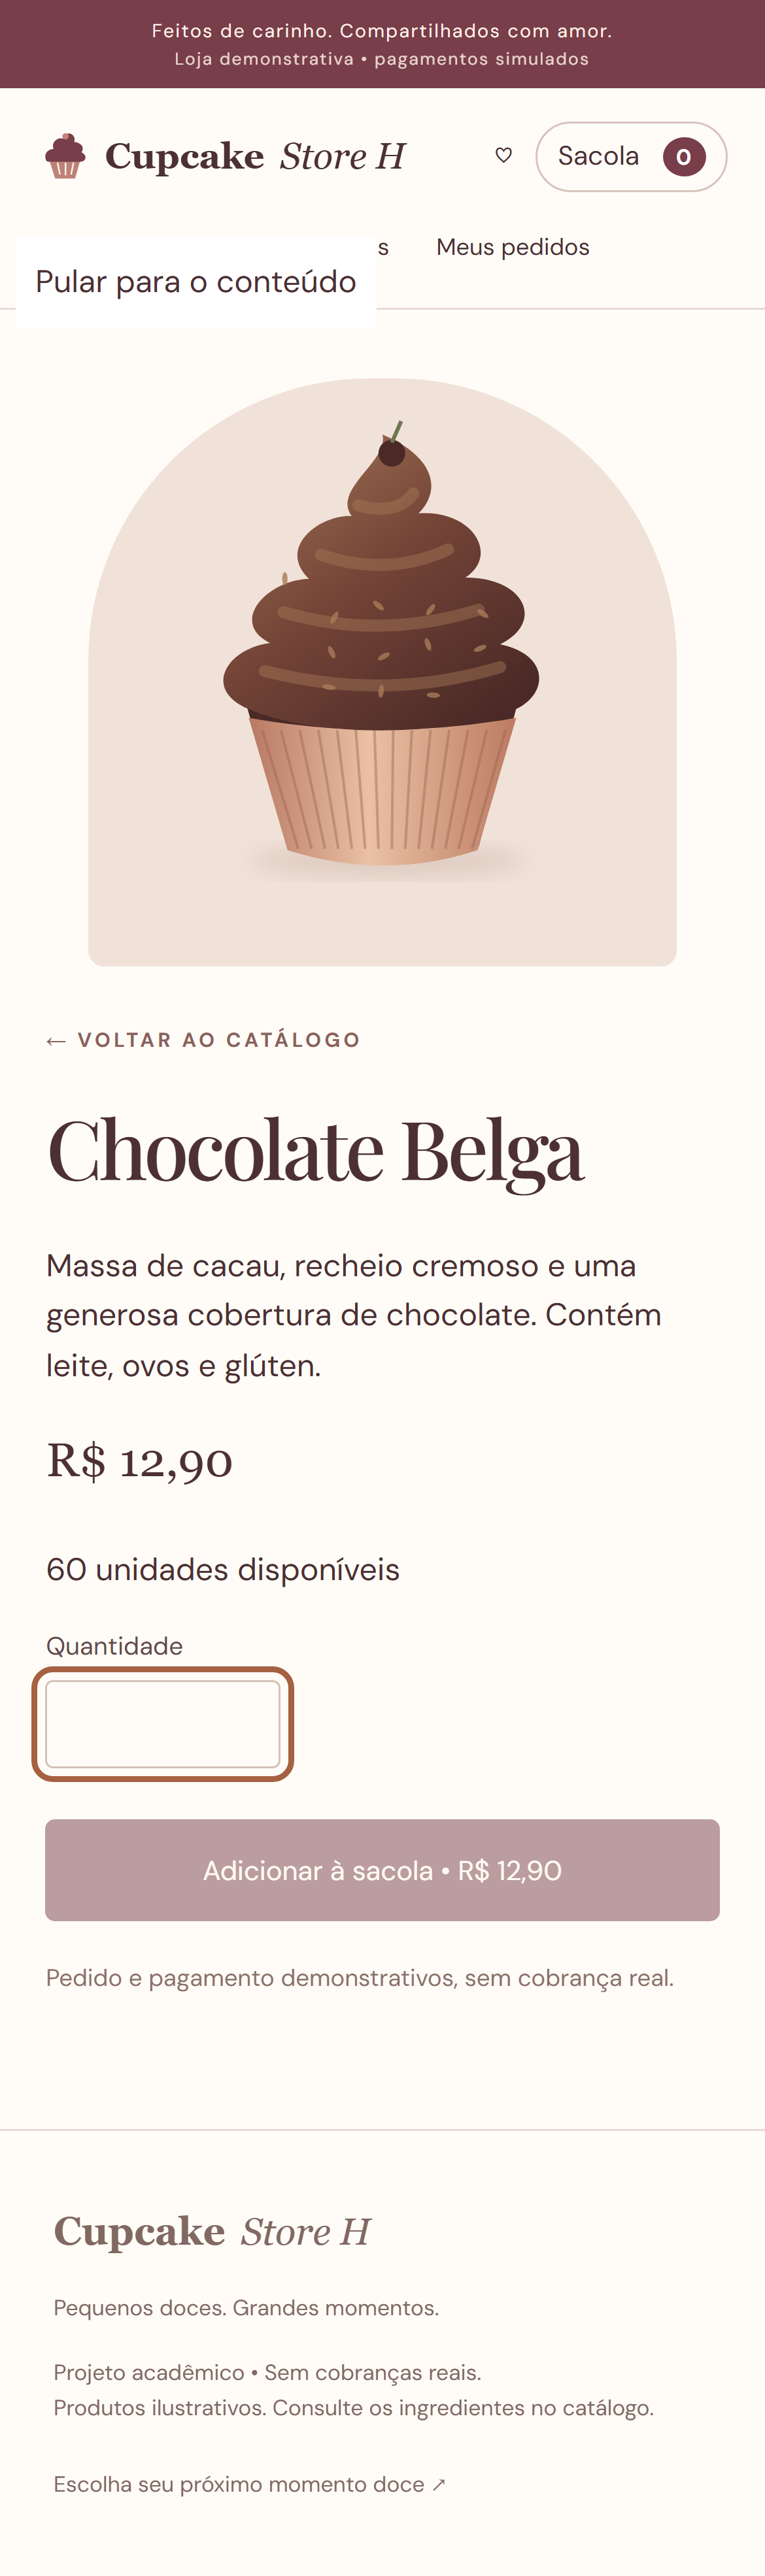 Feitos de carinho. Compartilhados com amor.
Loja demonstrativa • pagamentos simulados
Cupcake Store H
♡
Sacola 0
s Meus pedidos
Pular para o conteúdo
← VOLTAR AO CATÁLOGO
Chocolate Belga
Massa de cacau, recheio cremoso e uma
generosa cobertura de chocolate. Contém
leite, ovos e glúten.
R$ 12,90
60 unidades disponíveis
Quantidade
Adicionar à sacola • R$ 12,90
Pedido e pagamento demonstrativos, sem cobrança real.
Cupcake Store H
Pequenos doces. Grandes momentos.
Projeto acadêmico • Sem cobranças reais.
Produtos ilustrativos. Consulte os ingredientes no catálogo.
Escolha seu próximo momento doce ↗